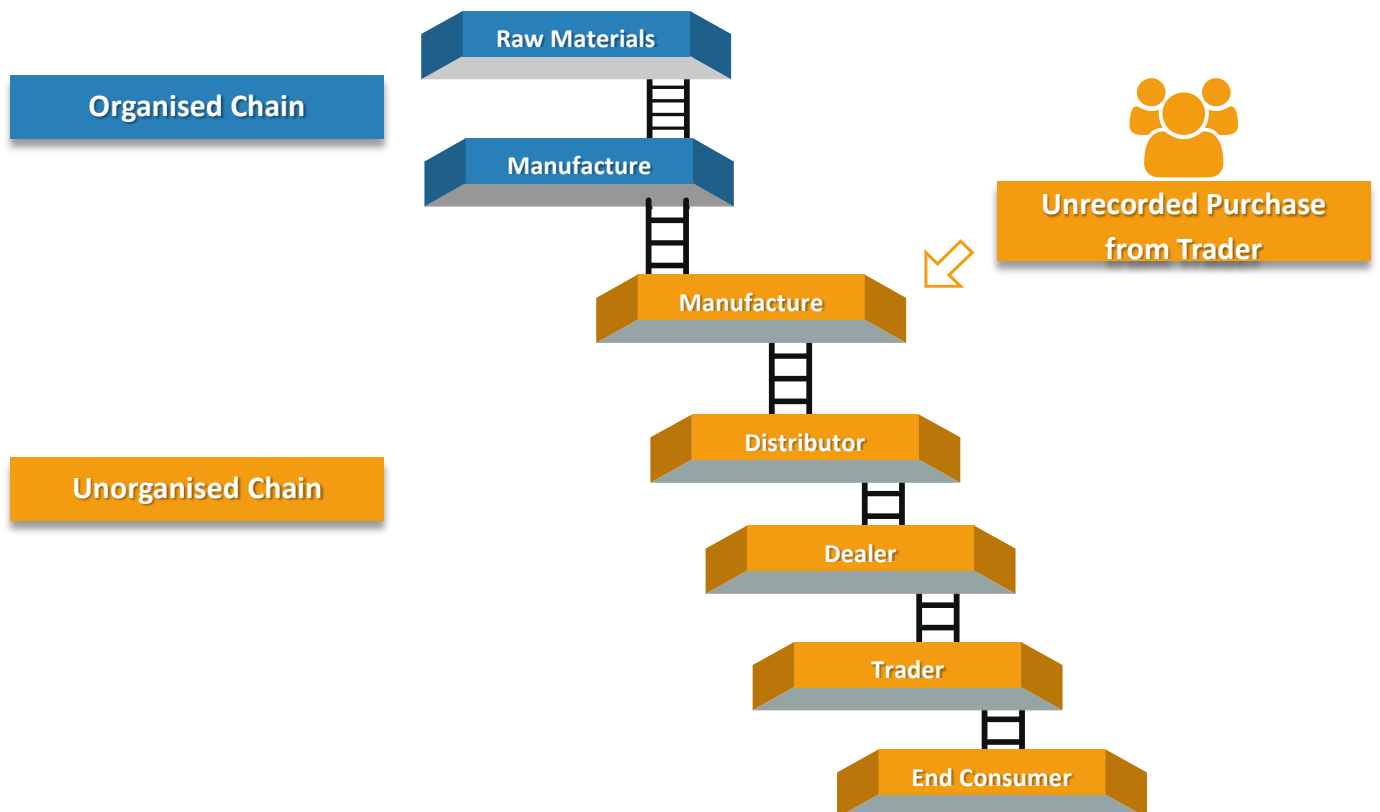 Raw Materials
Organised Chain
Manufacture
Unrecorded Purchase
from Trader
Manufacture
Distributor
Unorganised Chain
Dealer
Trader
End Consumer